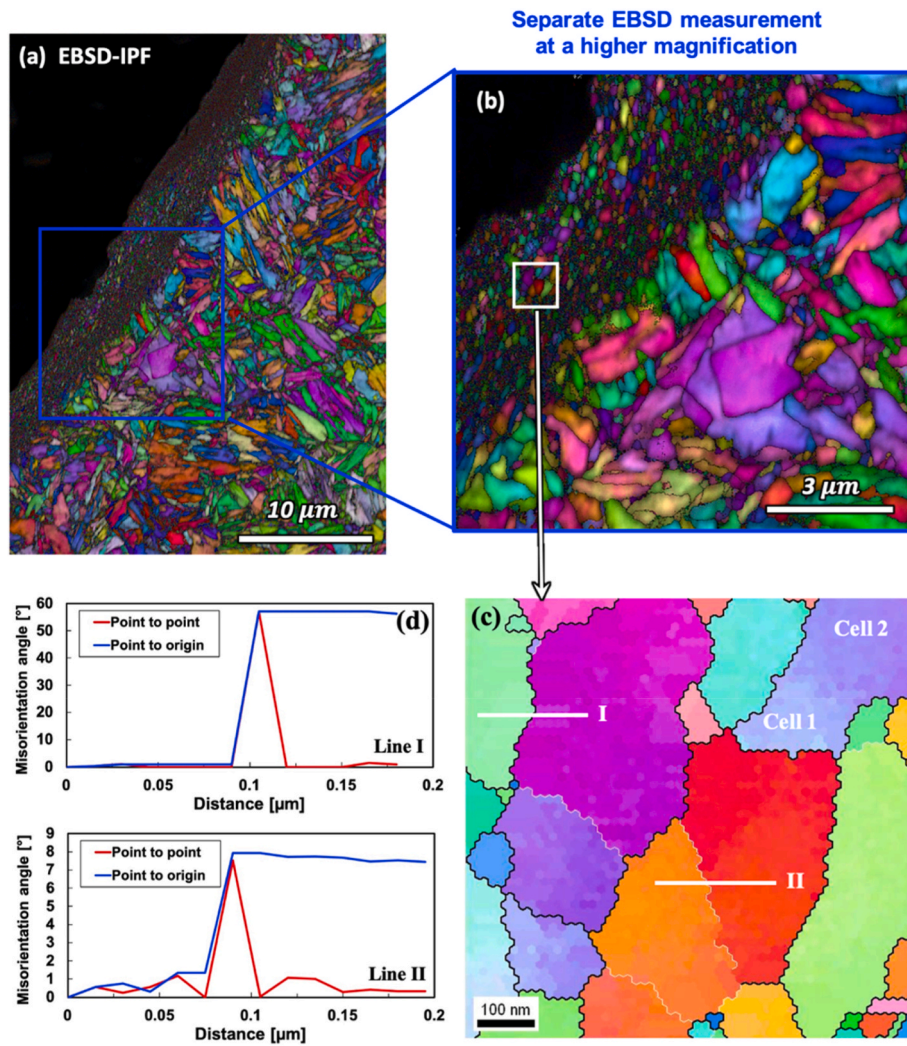 Separate EBSD measurement
at a higher magnification
(a) EBSD-IPF
10 μm
(b)
3 μm
(d)
Misorientation angle [°]
60
50
40
30
20
10
0
Point to point
Point to origin
Line I
0 0.05 0.1 0.15 0.2
Distance [µm]
Misorientation angle [°]
9
8
7
6
5
4
3
2
1
0
Point to point
Point to origin
Line II
0 0.05 0.1 0.15 0.2
Distance [µm]
(c)
Cell 2
I
Cell 1
II
100 nm